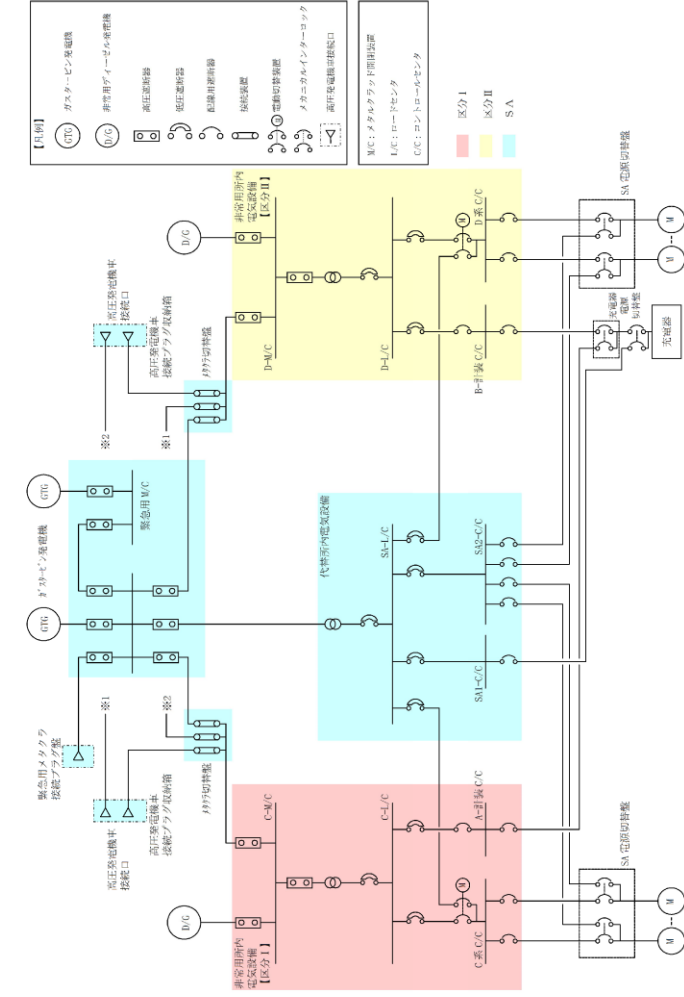 【凡例】
GTG
ガスタービン発電機
D/G
非常用ディーゼル発電機
高圧遮断器
低圧遮断器
配線用遮断器
接続装置
M
電動切替装置
メカニカルインターロック
高圧発電機車接続口
M/C：メタルクラッド開閉装置
L/C：ロードセンタ
C/C：コントロールセンタ
区分Ⅰ
区分Ⅱ
SA
緊急用メタクラ
接続プラグ盤
ガスタービン発電機
GTG
GTG
緊急用M/C
高圧発電機車
接続口
高圧発電機車
接続プラグ収納箱
※1
※2
メタクラ切替盤
高圧発電機車
接続口
高圧発電機車
接続プラグ収納箱
※2
※1
メタクラ切替盤
非常用所内
電気設備
【区分Ⅰ】
D/G
C-M/C
C-L/C
M
C系C/C
A-計装C/C
代替所内電気設備
SA-L/C
SA1-C/C
SA2-C/C
非常用所内
電気設備
【区分Ⅱ】
D/G
D-M/C
D-L/C
M
B-計装C/C
D系C/C
SA電源切替盤
M
M
充電器
電源
切替盤
充電器
SA電源切替盤
M
M